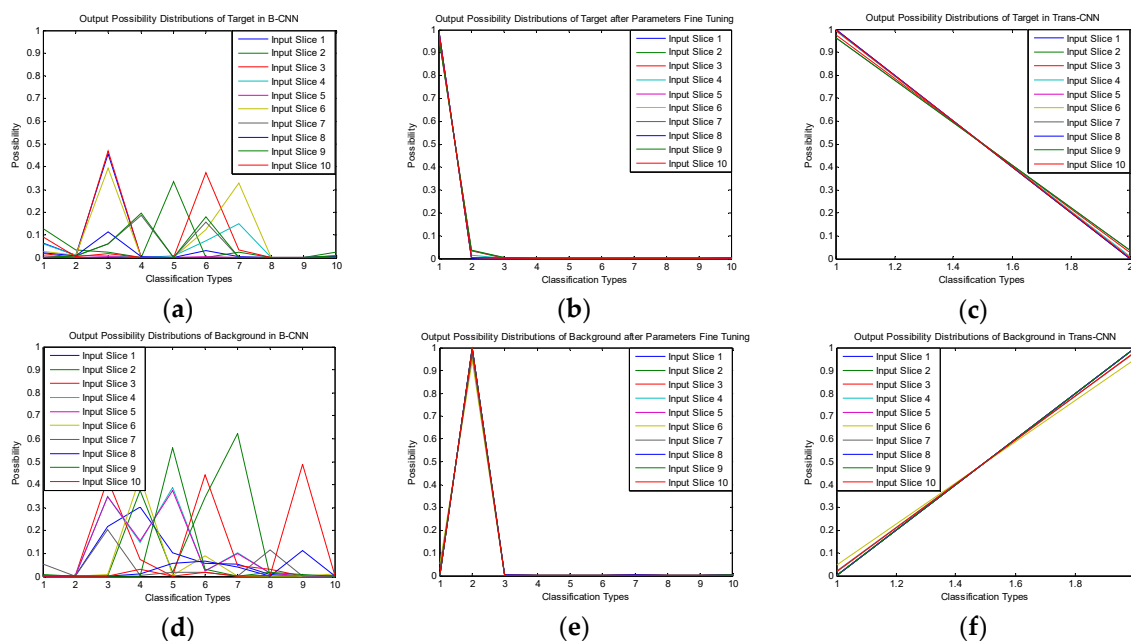 Output Possibility Distributions of Target in B-CNN
1
0.9
0.8
0.7
0.6
0.5
0.4
0.3
0.2
0.1
0
Possibility
Input Slice 1
Input Slice 2
Input Slice 3
Input Slice 4
Input Slice 5
Input Slice 6
Input Slice 7
Input Slice 8
Input Slice 9
Input Slice 10
1 2 3 4 5 6 7 8 9 10
Classification Types
(a)
Output Possibility Distributions of Target after Parameters Fine Tuning
1
0.9
0.8
0.7
0.6
0.5
0.4
0.3
0.2
0.1
0
Possibility
Input Slice 1
Input Slice 2
Input Slice 3
Input Slice 4
Input Slice 5
Input Slice 6
Input Slice 7
Input Slice 8
Input Slice 9
Input Slice 10
1 2 3 4 5 6 7 8 9 10
Classification Types
(b)
Output Possibility Distributions of Target in Trans-CNN
1
0.9
0.8
0.7
0.6
0.5
0.4
0.3
0.2
0.1
0
Possibility
Input Slice 1
Input Slice 2
Input Slice 3
Input Slice 4
Input Slice 5
Input Slice 6
Input Slice 7
Input Slice 8
Input Slice 9
Input Slice 10
1 1.2 1.4 1.6 1.8 2
Classification Types
(c)
Output Possibility Distributions of Background in B-CNN
1
0.9
0.8
0.7
0.6
0.5
0.4
0.3
0.2
0.1
0
Possibility
Input Slice 1
Input Slice 2
Input Slice 3
Input Slice 4
Input Slice 5
Input Slice 6
Input Slice 7
Input Slice 8
Input Slice 9
Input Slice 10
1 2 3 4 5 6 7 8 9 10
Classification Types
(d)
Output Possibility Distributions of Background after Parameters Fine Tuning
1
0.9
0.8
0.7
0.6
0.5
0.4
0.3
0.2
0.1
0
Possibility
Input Slice 1
Input Slice 2
Input Slice 3
Input Slice 4
Input Slice 5
Input Slice 6
Input Slice 7
Input Slice 8
Input Slice 9
Input Slice 10
1 2 3 4 5 6 7 8 9 10
Classification Types
(e)
Output Possibility Distributions of Background in Trans-CNN
1
0.9
0.8
0.7
0.6
0.5
0.4
0.3
0.2
0.1
0
Possibility
Input Slice 1
Input Slice 2
Input Slice 3
Input Slice 4
Input Slice 5
Input Slice 6
Input Slice 7
Input Slice 8
Input Slice 9
Input Slice 10
1 1.2 1.4 1.6 1.8
Classification Types
(f)